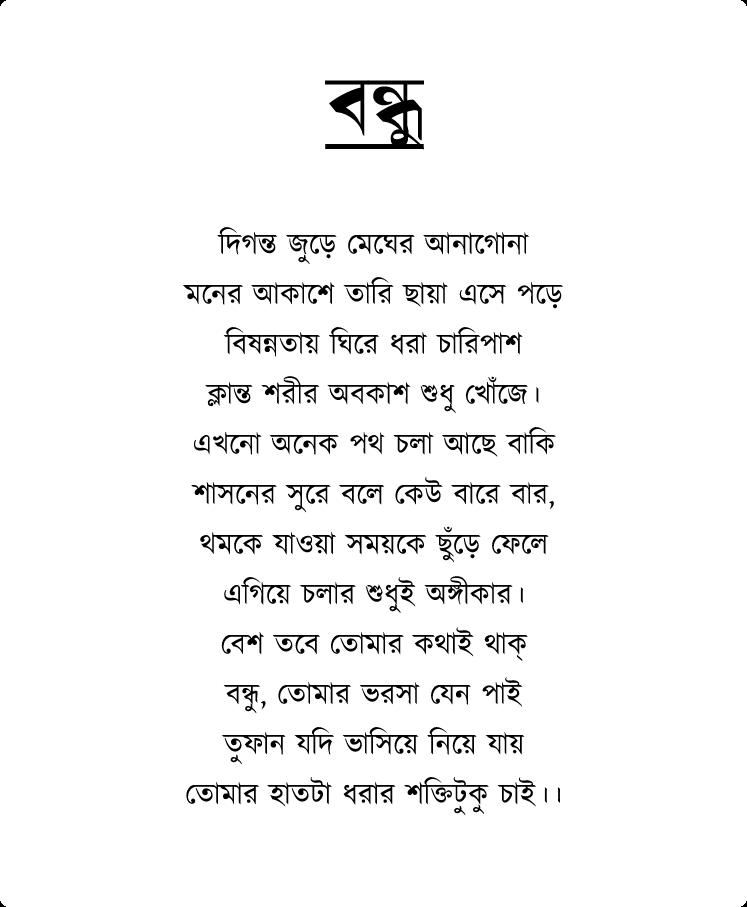 বন্ধু
দিগন্ত জুড়ে মেঘের আনাগোনা
মনের আকাশে তারি ছায়া এসে পড়ে
বিষন্নতায় ঘিরে ধরা চারিপাশ
ক্লান্ত শরীর অবকাশ শুধু খোঁজে।
এখনো অনেক পথ চলা আছে বাকি
শাসনের সুরে বলে কেউ বারে বার,
থমকে যাওয়া সময়কে ছুঁড়ে ফেলে
এগিয়ে চলার শুধুই অঙ্গীকার।
বেশ তবে তোমার কথাই থাক্
বন্ধু, তোমার ভরসা যেন পাই
তুফান যদি ভাসিয়ে নিয়ে যায়
তোমার হাতটা ধরার শক্তিটুকু চাই।।